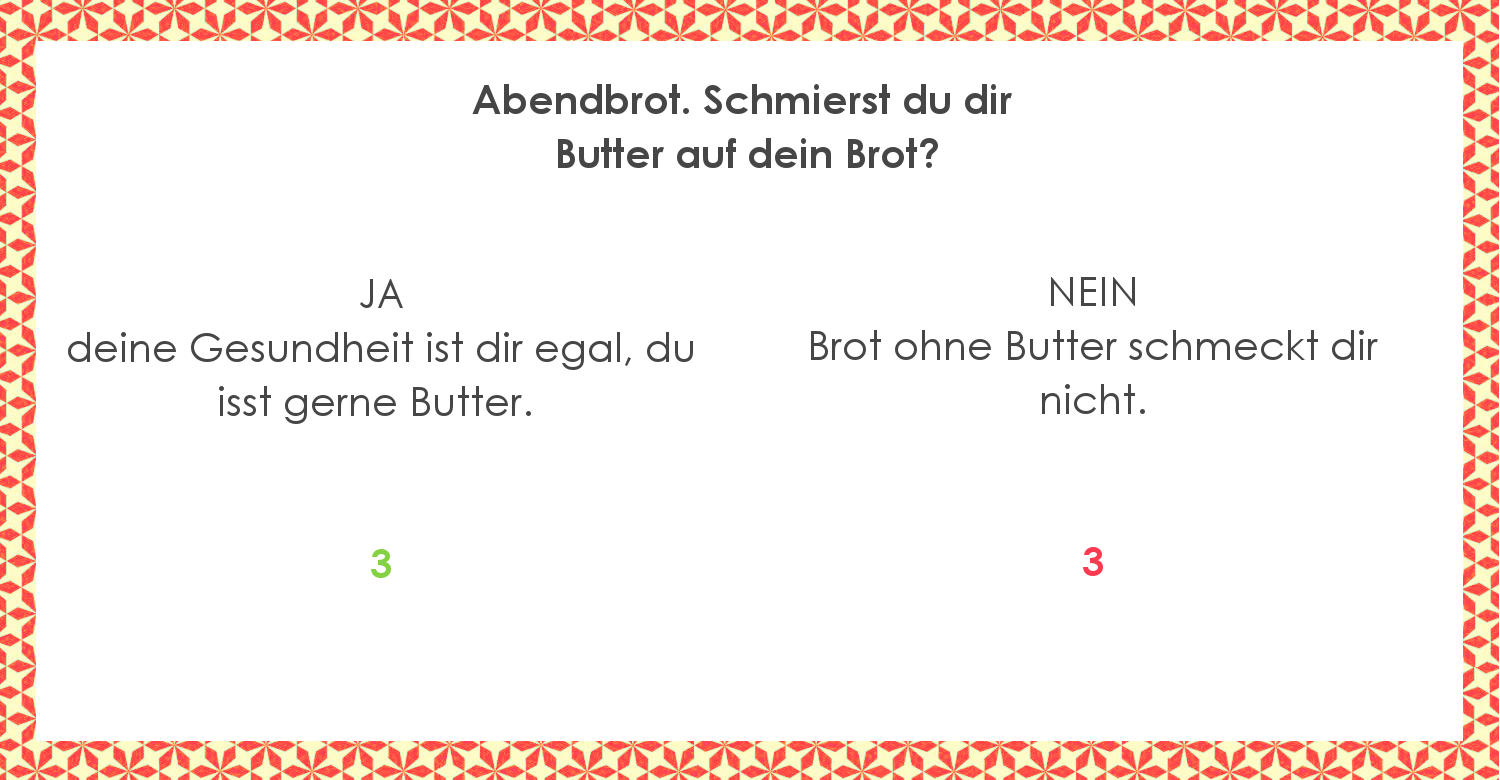 Abendbrot. Schmierst du dir
Butter auf dein Brot?
JA
deine Gesundheit ist dir egal, du
isst gerne Butter.
3
NEIN
Brot ohne Butter schmeckt dir
nicht.
3